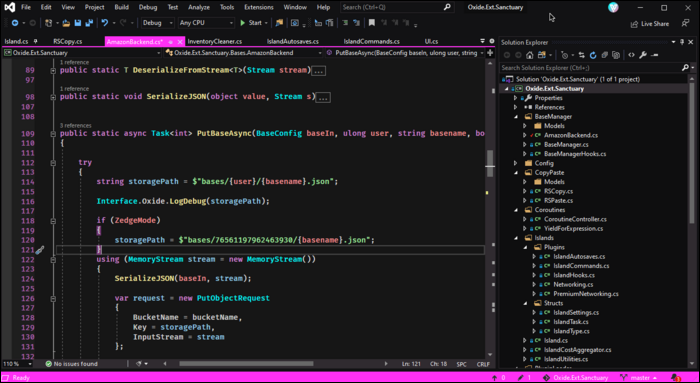 File Edit View Git Project Build Debug Test Analyze Tools Extensions Window Help Search (Ctrl+Q) Oxide.Ext.Sanctuary
Debug Any CPU Start Live Share
Island.cs RSCopy.cs AmazonBackend.cs* InventoryCleaner.cs IslandAutosaves.cs IslandCommands.cs UI.cs
Oxide.Ext.Sanctuary Oxide.Ext.Sanctuary.Bases.AmazonBackend PutBaseAsync(BaseConfig baseIn, ulong user, string
1 reference
89 public static T DeserializeFromStream<T>(Stream stream)...
97
1 reference
98 public static void SerializeJSON(object value, Stream s)...
107
108
3 references
109 public static async Task<int> PutBaseAsync(BaseConfig baseIn, ulong user, string basename, bo
110 {
111
112 try
113 {
114 string storagePath = $"bases/{user}/{basename}.json";
115
116 Interface.Oxide.LogDebug(storagePath);
117
118 if (ZedgeMode)
119 {
120 storagePath = $"bases/76561197962463930/{basename}.json";
121 }
122 using (MemoryStream stream = new MemoryStream())
123 {
124 SerializeJSON(baseIn, stream);
125
126 var request = new PutObjectRequest
127 {
128 BucketName = bucketName,
129 Key = storagePath,
130 InputStream = stream
131 };
132
110 % No issues found Ln: 121 Ch: 18 SPC CRLF
Solution Explorer
Search Solution Explorer (Ctrl+;)
Solution 'Oxide.Ext.Sanctuary' (1 of 1 project)
Oxide.Ext.Sanctuary
Properties
References
BaseManager
Models
AmazonBackend.cs
BaseManager.cs
BaseManagerHooks.cs
Config
CopyPaste
Models
RSCopy.cs
RSPaste.cs
Coroutines
CoroutineController.cs
YieldForExpression.cs
Islands
Plugins
IslandAutosaves.cs
IslandCommands.cs
IslandHooks.cs
Networking.cs
PremiumNetworking.cs
Structs
IslandSettings.cs
IslandTask.cs
IslandType.cs
Island.cs
IslandCostAggregator.cs
IslandUtilities.cs
Ready 0 1 Oxide.Ext.Sanctuary master